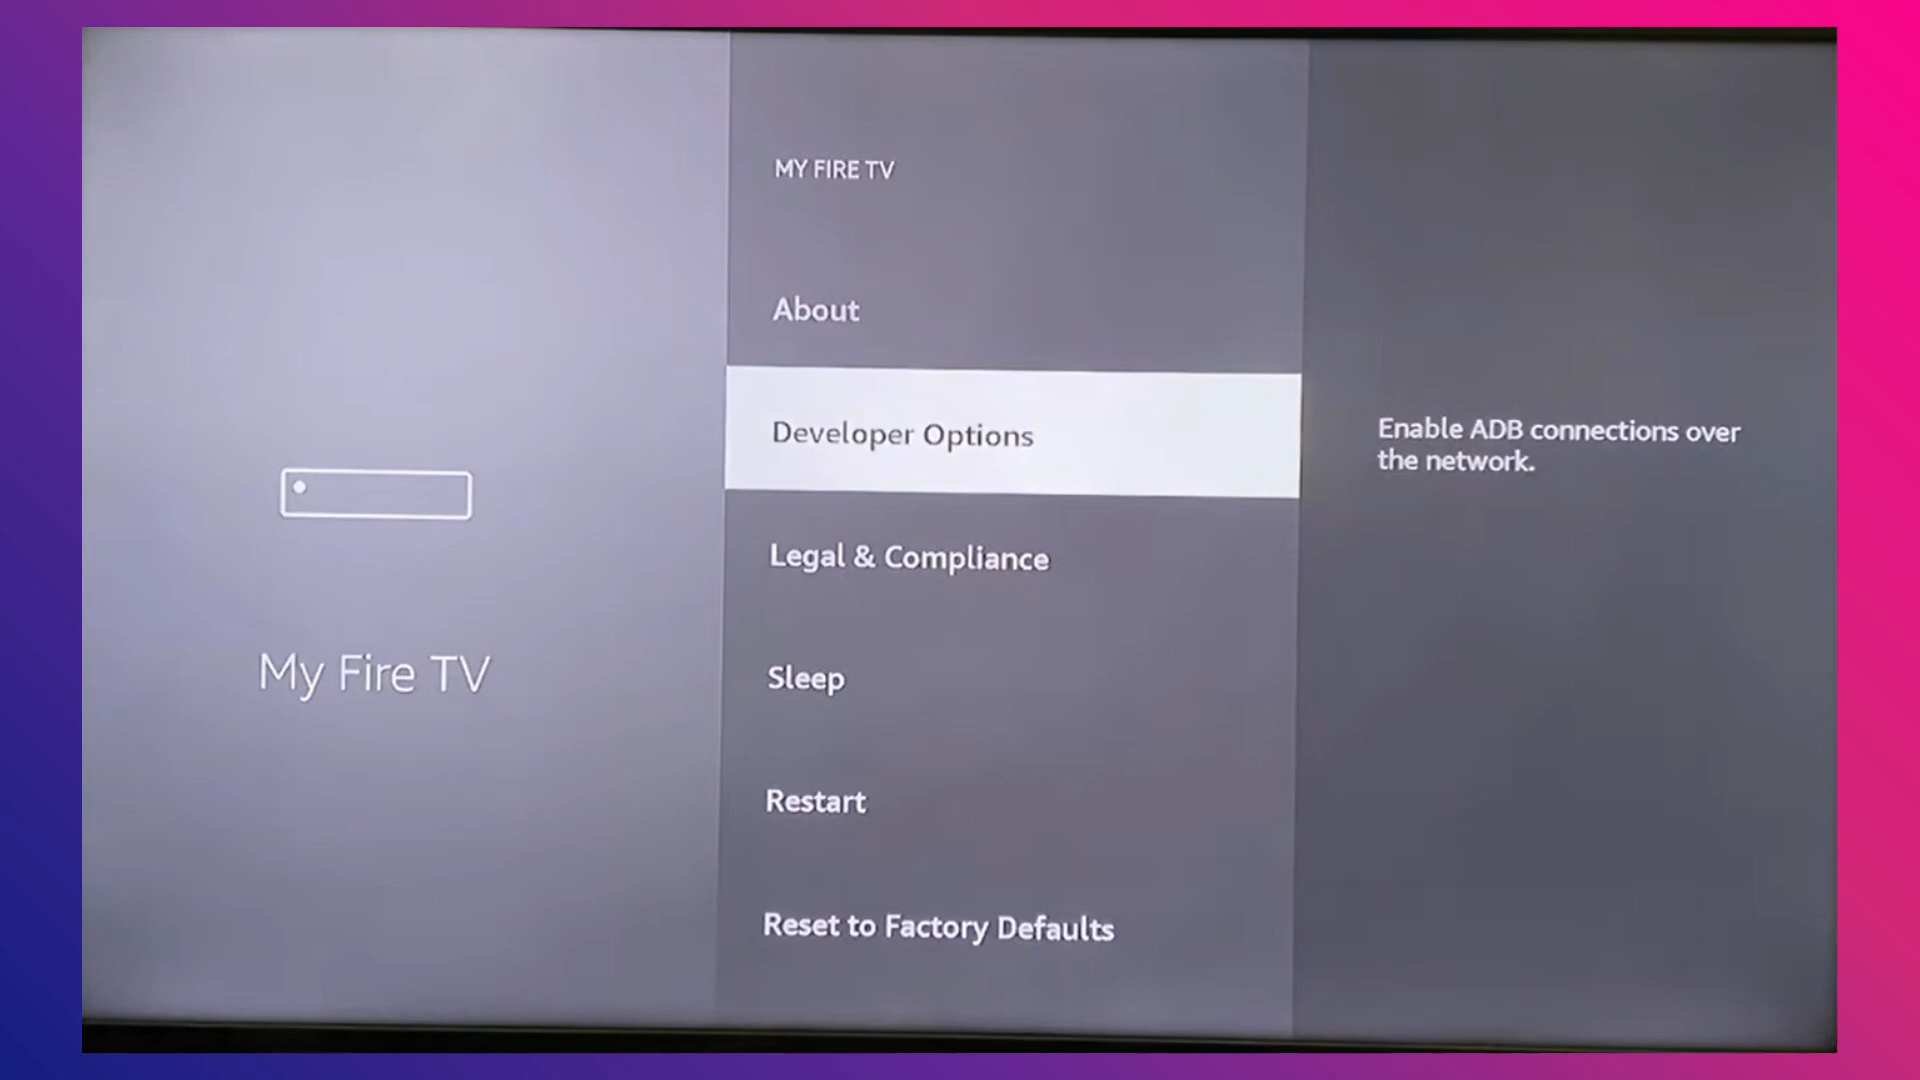 My Fire TV
MY FIRE TV
About
Developer Options
Legal & Compliance
Sleep
Restart
Reset to Factory Defaults
Enable ADB connections over
the network.